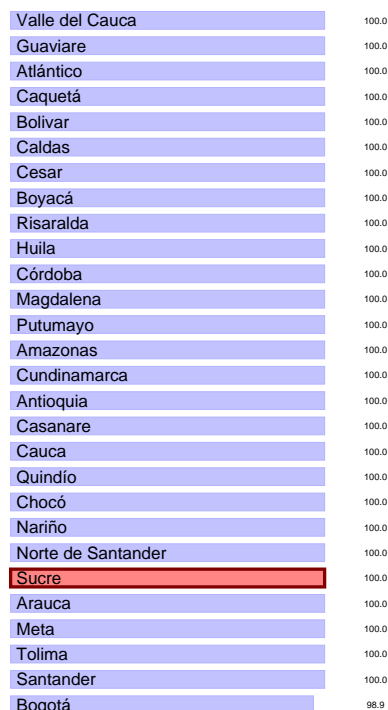 Valle del Cauca 100.0
Guaviare 100.0
Atlántico 100.0
Caquetá 100.0
Bolivar 100.0
Caldas 100.0
Cesar 100.0
Boyacá 100.0
Risaralda 100.0
Huila 100.0
Córdoba 100.0
Magdalena 100.0
Putumayo 100.0
Amazonas 100.0
Cundinamarca 100.0
Antioquia 100.0
Casanare 100.0
Cauca 100.0
Quindío 100.0
Chocó 100.0
Nariño 100.0
Norte de Santander 100.0
Sucre 100.0
Arauca 100.0
Meta 100.0
Tolima 100.0
Santander 100.0
Bogotá 98.9